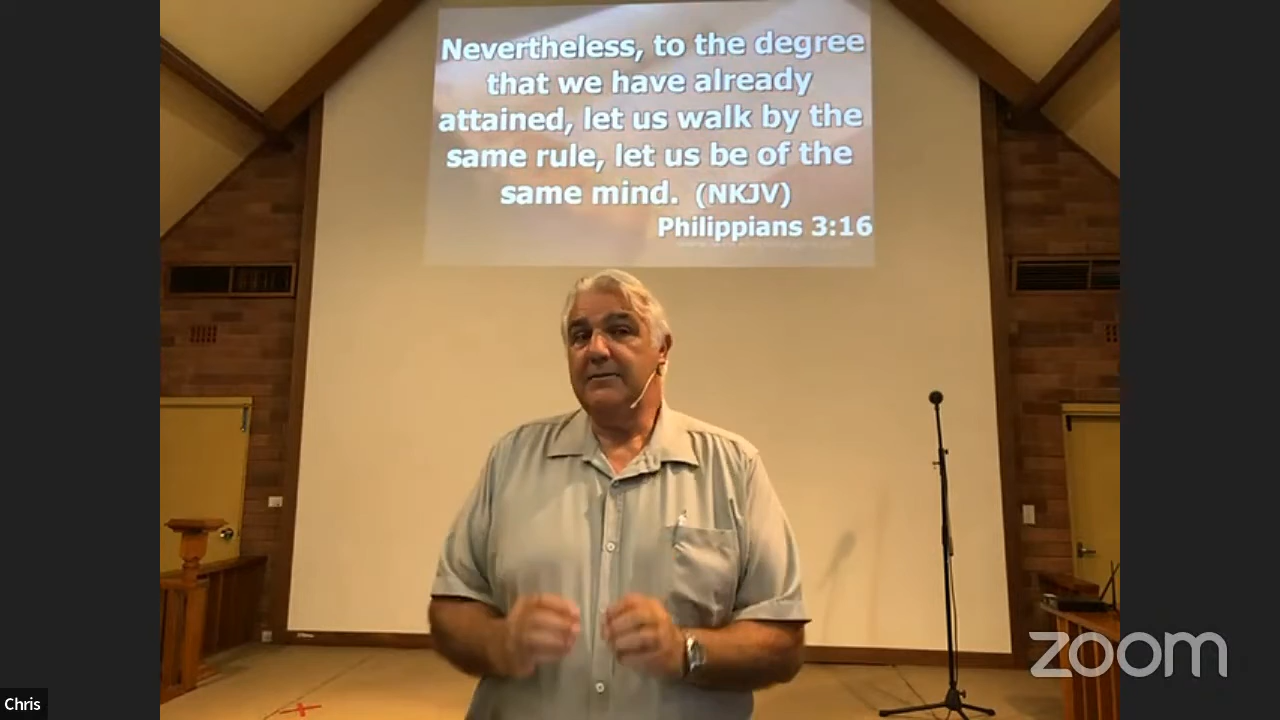 Nevertheless, to the degree
that we have already
attained, let us walk by the
same rule, let us be of the
same mind. (NKJV)
Philippians 3:16
zoom
Chris